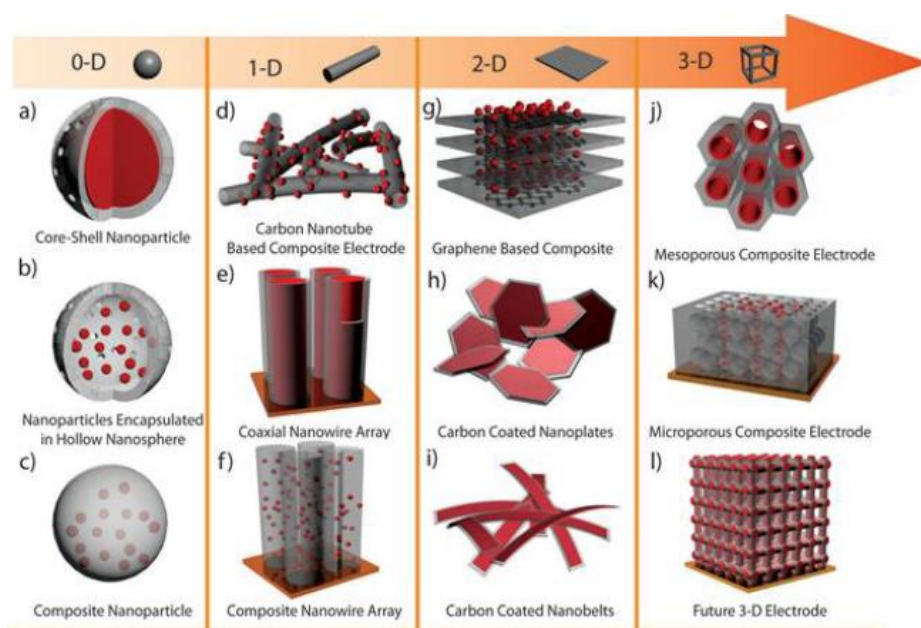 0-D
1-D
2-D
3-D
a)
Core-Shell Nanoparticle
b)
Nanoparticles Encapsulated
in Hollow Nanosphere
c)
Composite Nanoparticle
d)
Carbon Nanotube
Based Composite Electrode
e)
Coaxial Nanowire Array
f)
Composite Nanowire Array
g)
Graphene Based Composite
h)
Carbon Coated Nanoplates
i)
Carbon Coated Nanobelts
j)
Mesoporous Composite Electrode
k)
Microporous Composite Electrode
l)
Future 3-D Electrode